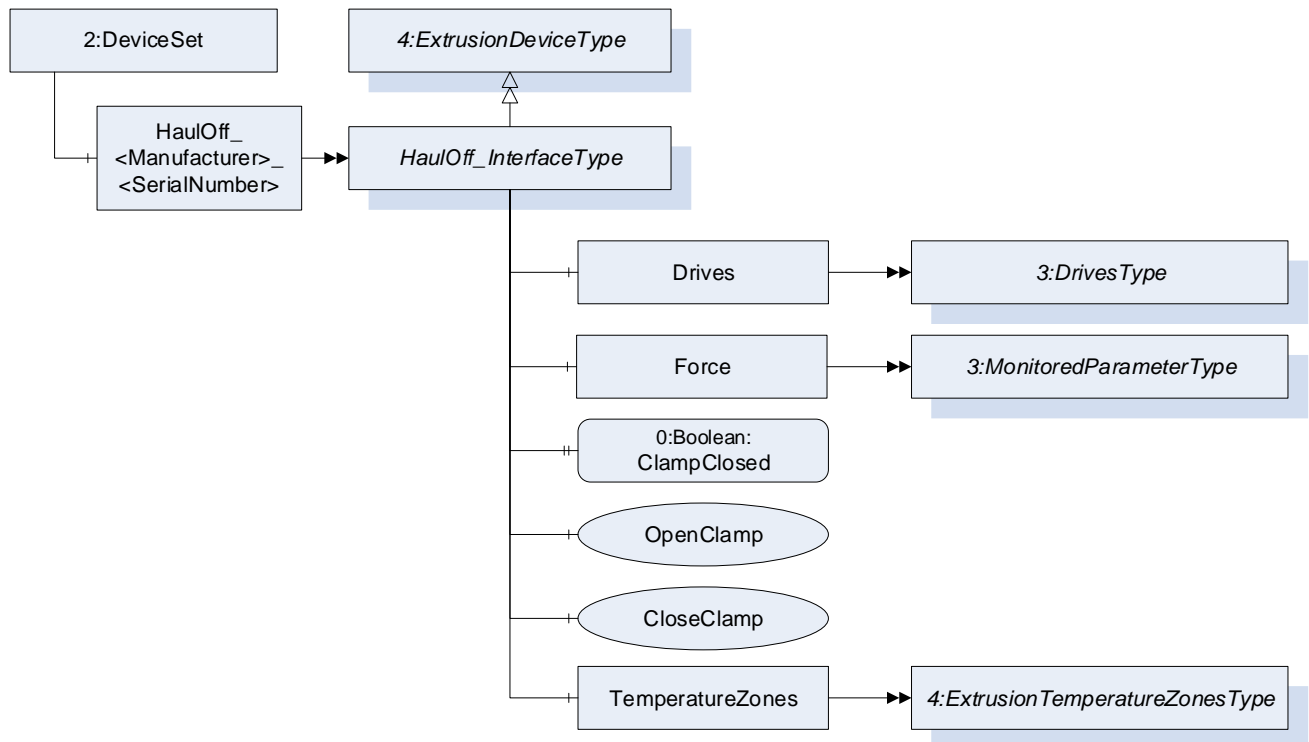 2:DeviceSet
4:ExtrusionDeviceType
HaulOff_
<Manufacturer>_
<SerialNumber>
HaulOff_InterfaceType
Drives
3:DrivesType
Force
3:MonitoredParameterType
0:Boolean:
ClampClosed
OpenClamp
CloseClamp
TemperatureZones
4:ExtrusionTemperatureZonesType